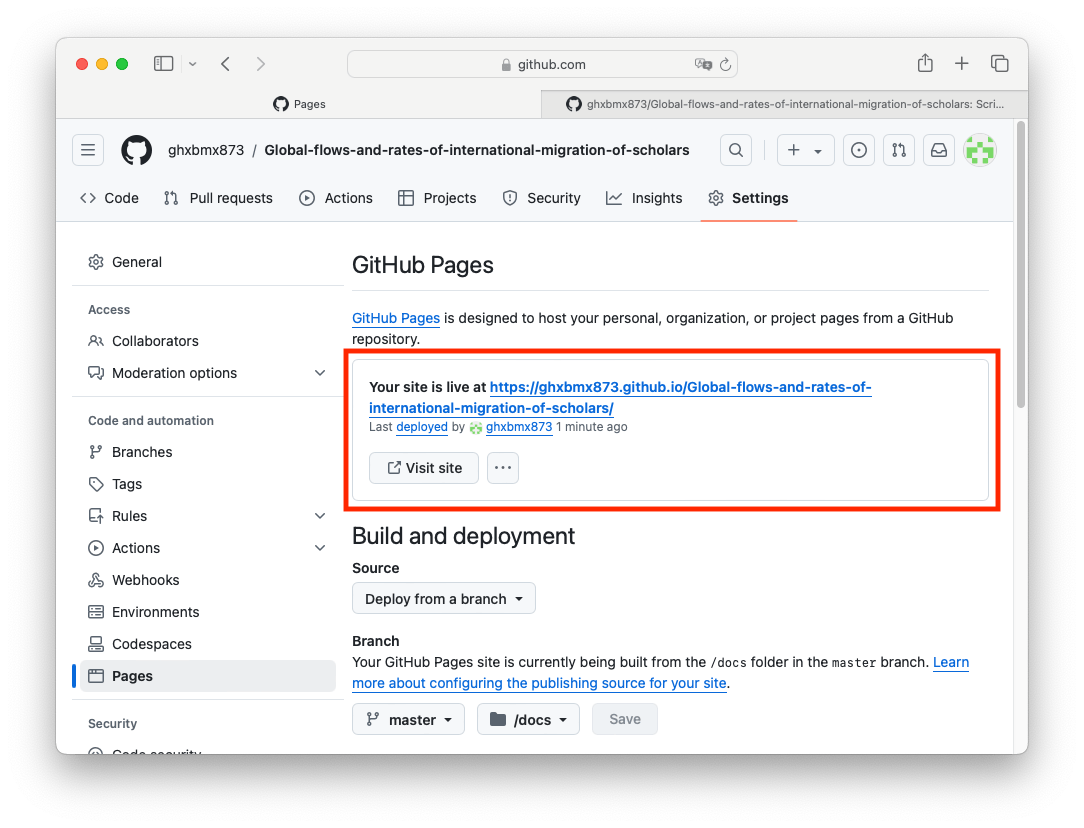 github.com
Pages
ghxbmx873/Global-flows-and-rates-of-international-migration-of-scholars: Scri...
ghxbmx873 / Global-flows-and-rates-of-international-migration-of-scholars
Code Pull requests Actions Projects Security Insights Settings
General
Access
Collaborators
Moderation options
Code and automation
Branches
Tags
Rules
Actions
Webhooks
Environments
Codespaces
Pages
Security
Code security
GitHub Pages
GitHub Pages is designed to host your personal, organization, or project pages from a GitHub
repository.
Your site is live at https://ghxbmx873.github.io/Global-flows-and-rates-of-
international-migration-of-scholars/
Last deployed by ghxbmx873 1 minute ago
Visit site
Build and deployment
Source
Deploy from a branch
Branch
Your GitHub Pages site is currently being built from the /docs folder in the master branch. Learn
more about configuring the publishing source for your site.
master /docs Save